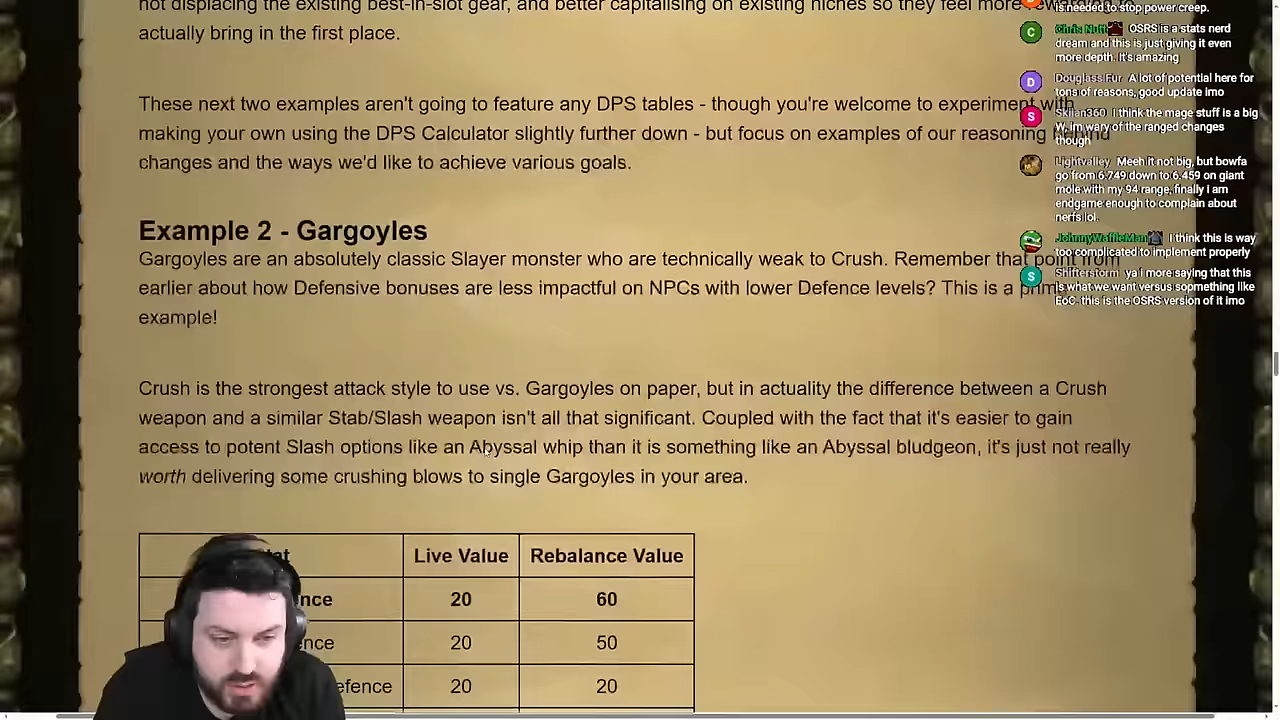 not displacing the existing best-in-slot gear, and better capitalising on existing niches so they feel more
actually bring in the first place.
These next two examples aren't going to feature any DPS tables - though you're welcome to experiment with
making your own using the DPS Calculator slightly further down - but focus on examples of our reasoning behind
changes and the ways we'd like to achieve various goals.
Example 2 - Gargoyles
Gargoyles are an absolutely classic Slayer monster who are technically weak to Crush. Remember that point from
earlier about how Defensive bonuses are less impactful on NPCs with lower Defence levels? This is a prime
example!
Crush is the strongest attack style to use vs. Gargoyles on paper, but in actuality the difference between a Crush
weapon and a similar Stab/Slash weapon isn't all that significant. Coupled with the fact that it's easier to gain
access to potent Slash options like an Abyssal whip than it is something like an Abyssal bludgeon, it's just not really
worth delivering some crushing blows to single Gargoyles in your area.
Live Value Rebalance Value
20 60
20 50
efence 20 20
is needed to stop power creep.
C Chris Nutt OSRS is a stats nerd
dream and this is just giving it even
more depth. It's amazing
D Douglass Fur A lot of potential here for
tons of reasons, good update imo
S Skilan360 I think the mage stuff is a big
W, im wary of the ranged changes
though
Lightvalley Meeh it not big, but bowfa
go from 6.749 down to 6.459 on giant
mole with my 94 range, finally i am
endgame enough to complain about
nerfs lol.
JohnnyWaffleMan I think this is way
too complicated to implement properly
S Shifterstorm ya I more saying that this
is what we want versus sopmething like
EoC, this is the OSRS version of it imo